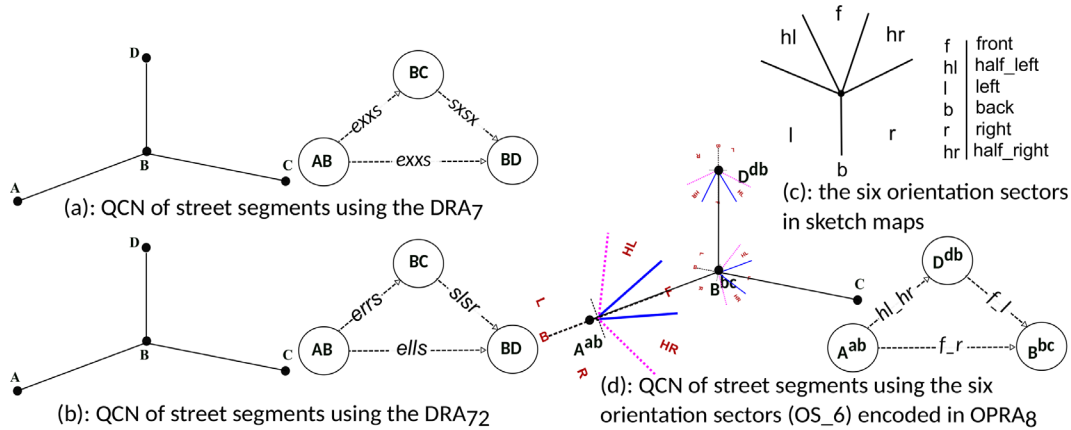 D
B
A
C
AB
BC
BD
exxs
sxsx
exxs
(a): QCN of street segments using the DRA7
D
B
A
C
AB
BC
BD
errs
slsr
ells
(b): QCN of street segments using the DRA72
f
hl
hr
l
r
b
f front
hl half_left
l left
b back
r right
hr half_right
(c): the six orientation sectors
in sketch maps
Ddb
Bbc
C
Aab
HL
L
F
B
R
HR
Ddb
Aab
Bbc
hl_hr
f_l
f_r
(d): QCN of street segments using the six
orientation sectors (OS_6) encoded in OPRA8